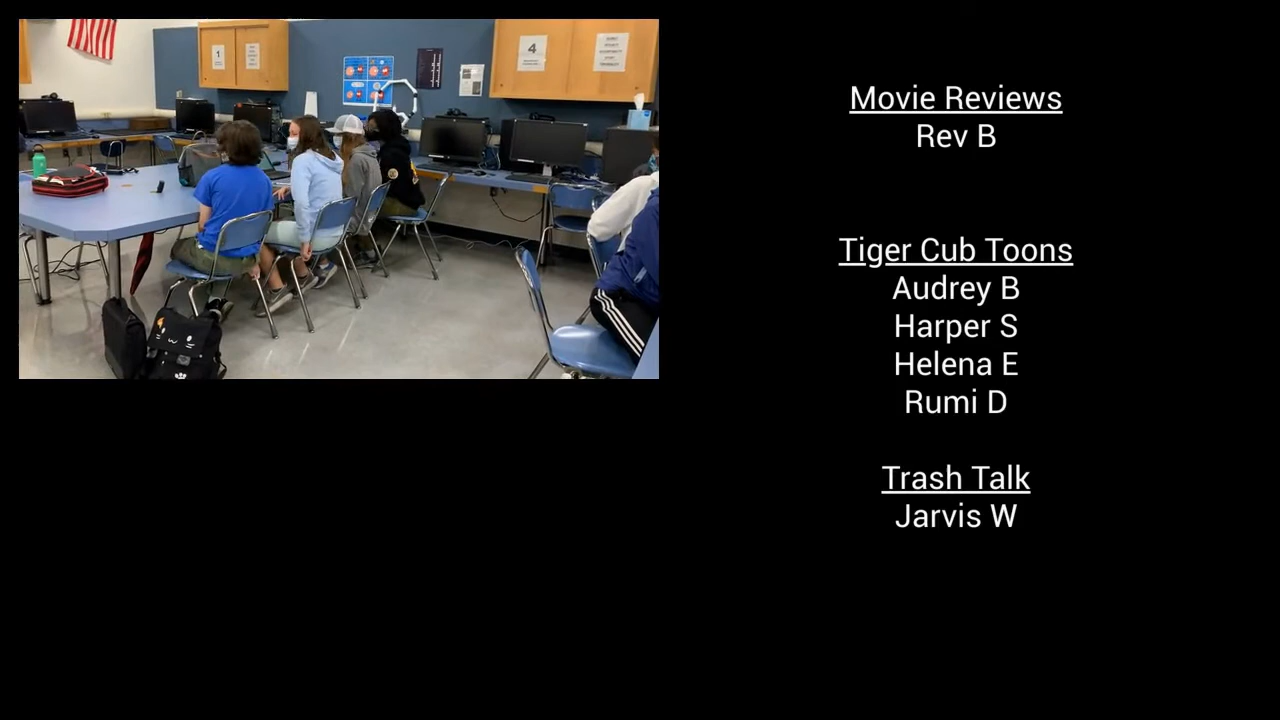 1
4
Movie Reviews
Rev B
Tiger Cub Toons
Audrey B
Harper S
Helena E
Rumi D
Trash Talk
Jarvis W